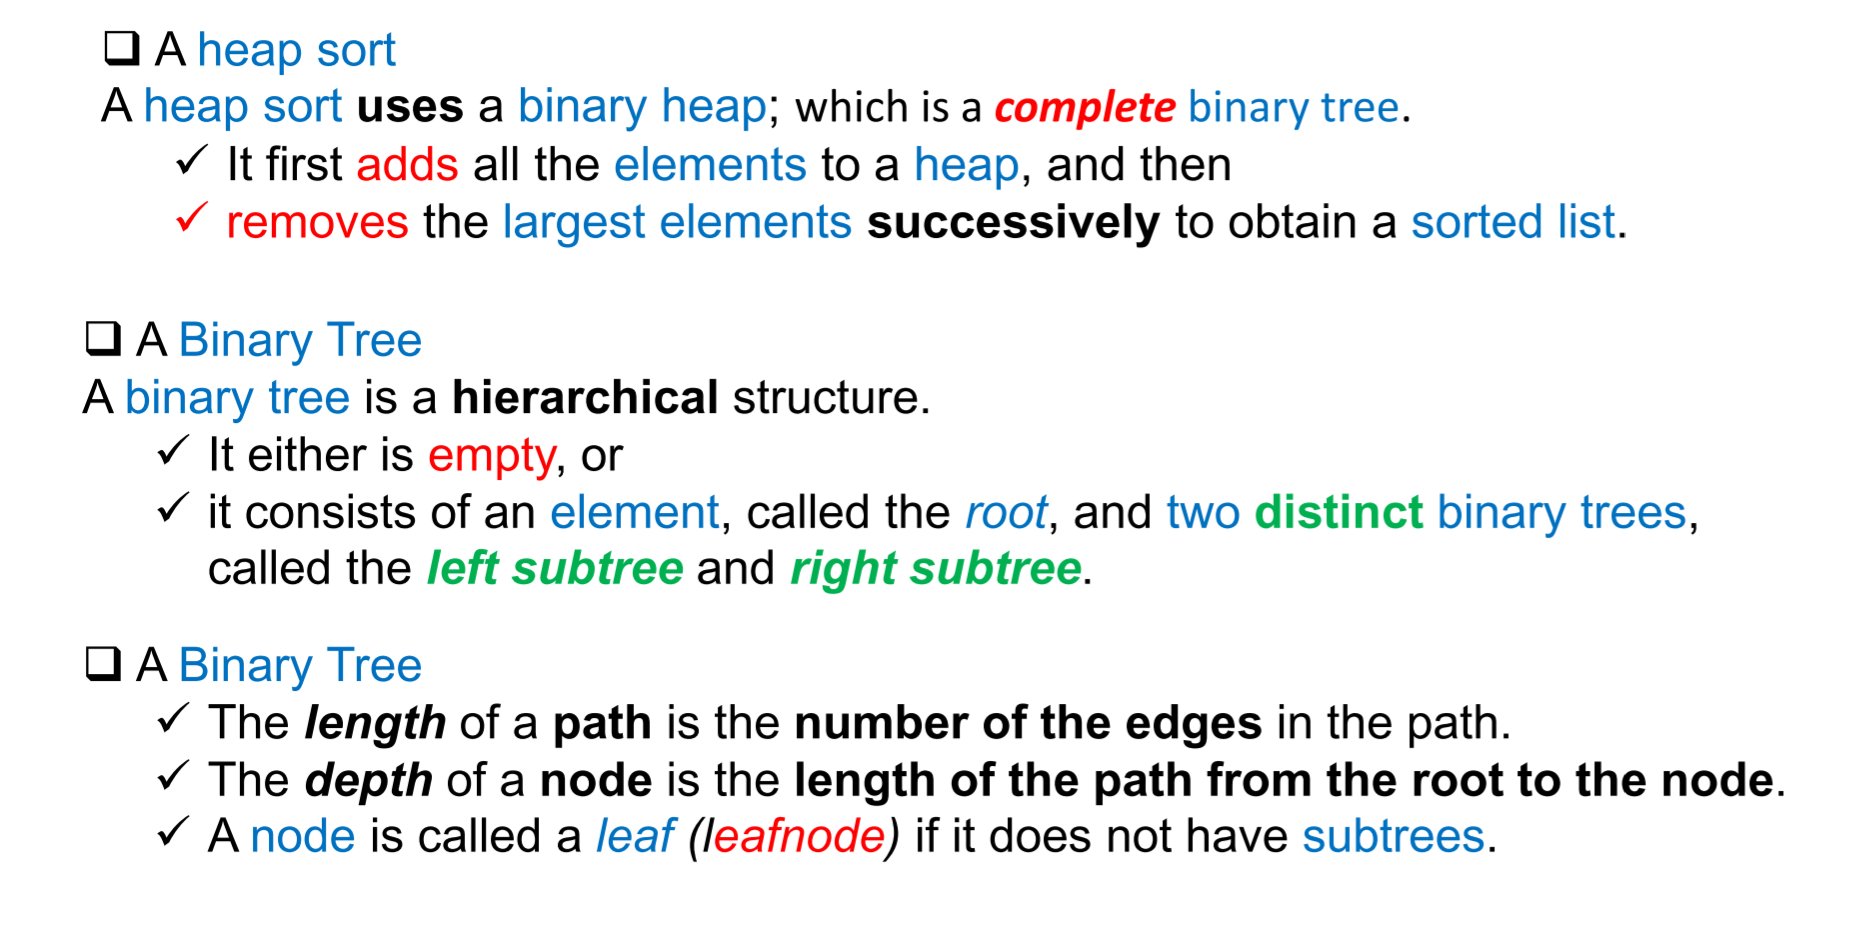 ❑ A heap sort
A heap sort uses a binary heap; which is a complete binary tree.
✓ It first adds all the elements to a heap, and then
✓ removes the largest elements successively to obtain a sorted list.
❑ A Binary Tree
A binary tree is a hierarchical structure.
✓ It either is empty, or
✓ it consists of an element, called the root, and two distinct binary trees,
called the left subtree and right subtree.
❑ A Binary Tree
✓ The length of a path is the number of the edges in the path.
✓ The depth of a node is the length of the path from the root to the node.
✓ A node is called a leaf (leafnode) if it does not have subtrees.